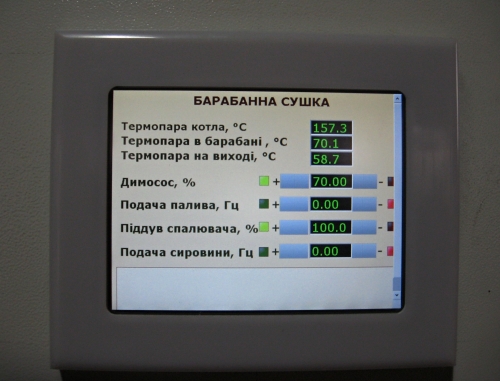 БАРАБАННА СУШКА
Термопара котла, °С 157.3
Термопара в барабані , °С 70.1
Термопара на виході, °С 58.7
Димосос, % + 70.00 -
Подача палива, Гц + 0.00 -
Піддув спалювача, % + 100.0 -
Подача сировини, Гц + 0.00 -